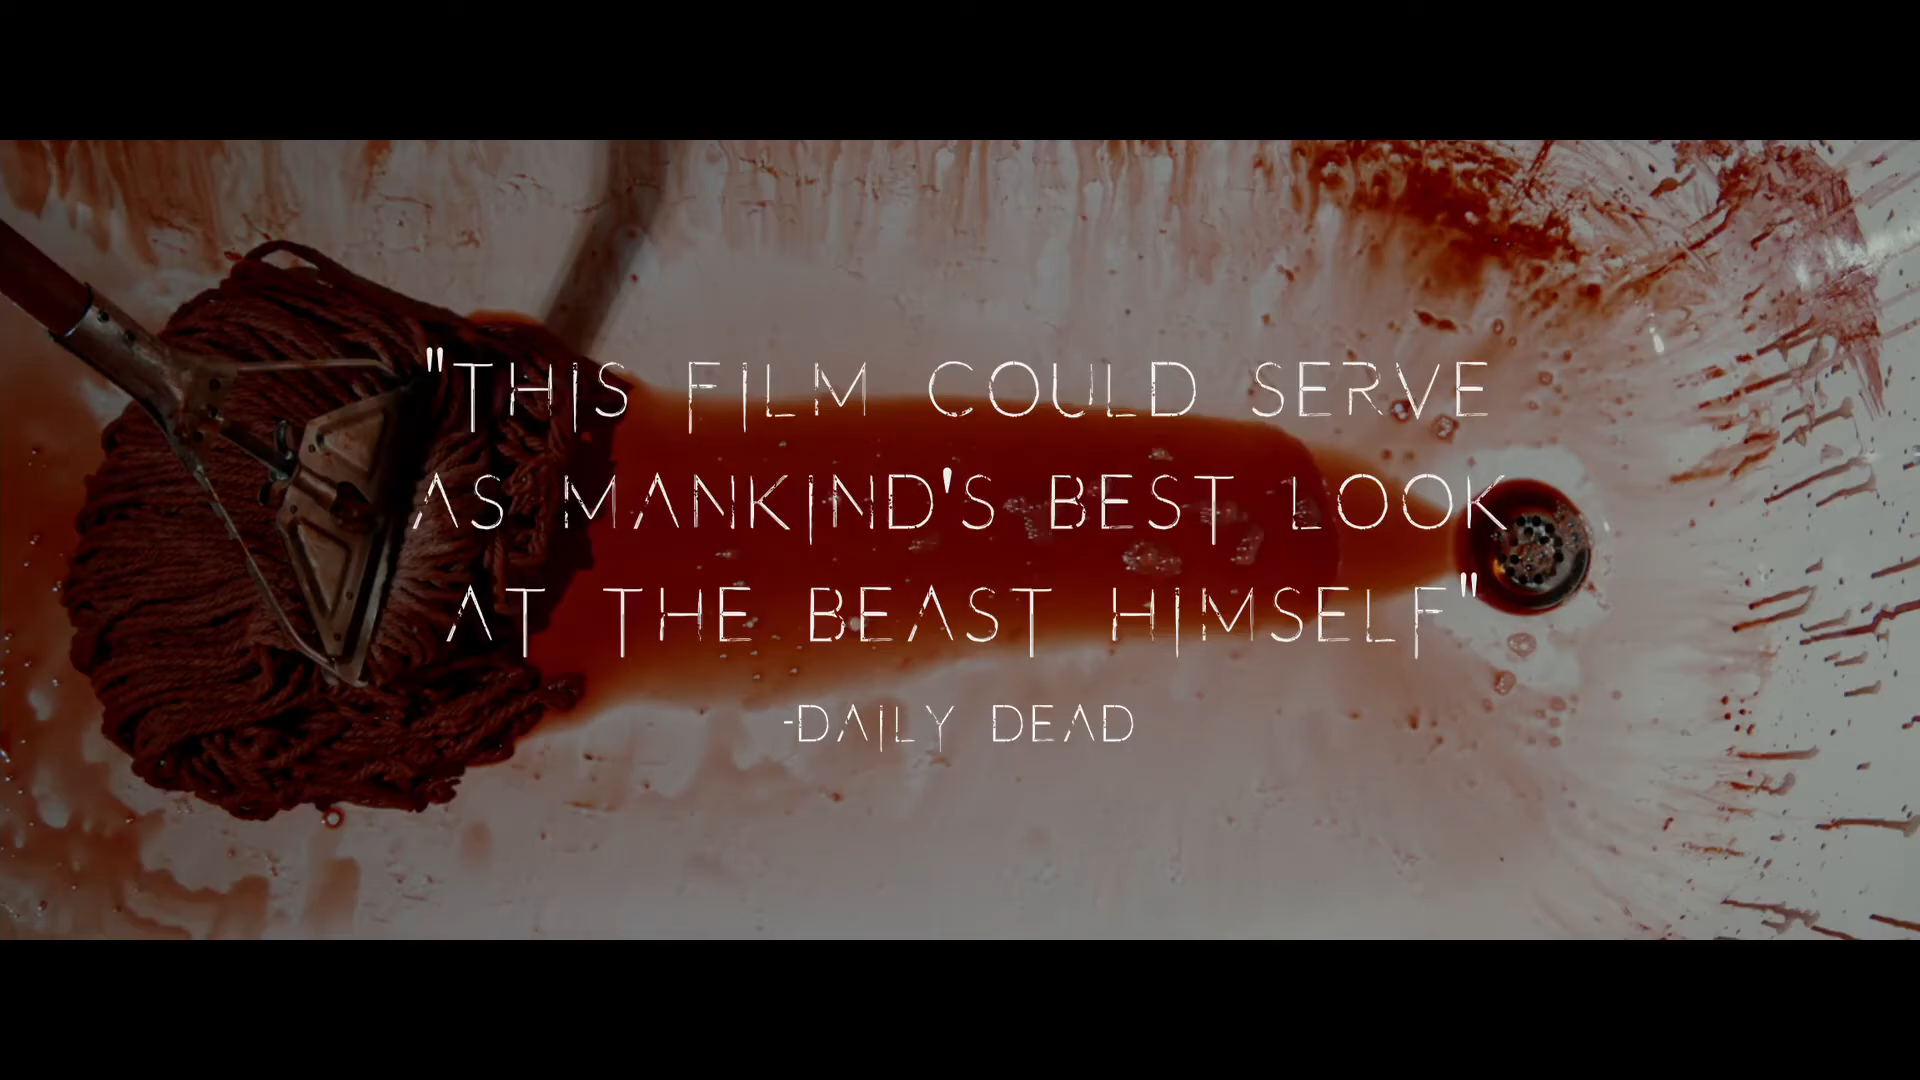 "THIS FILM COULD SERVE
AS MANKIND'S BEST LOOK
AT THE BEAST HIMSELF"
-DAILY DEAD